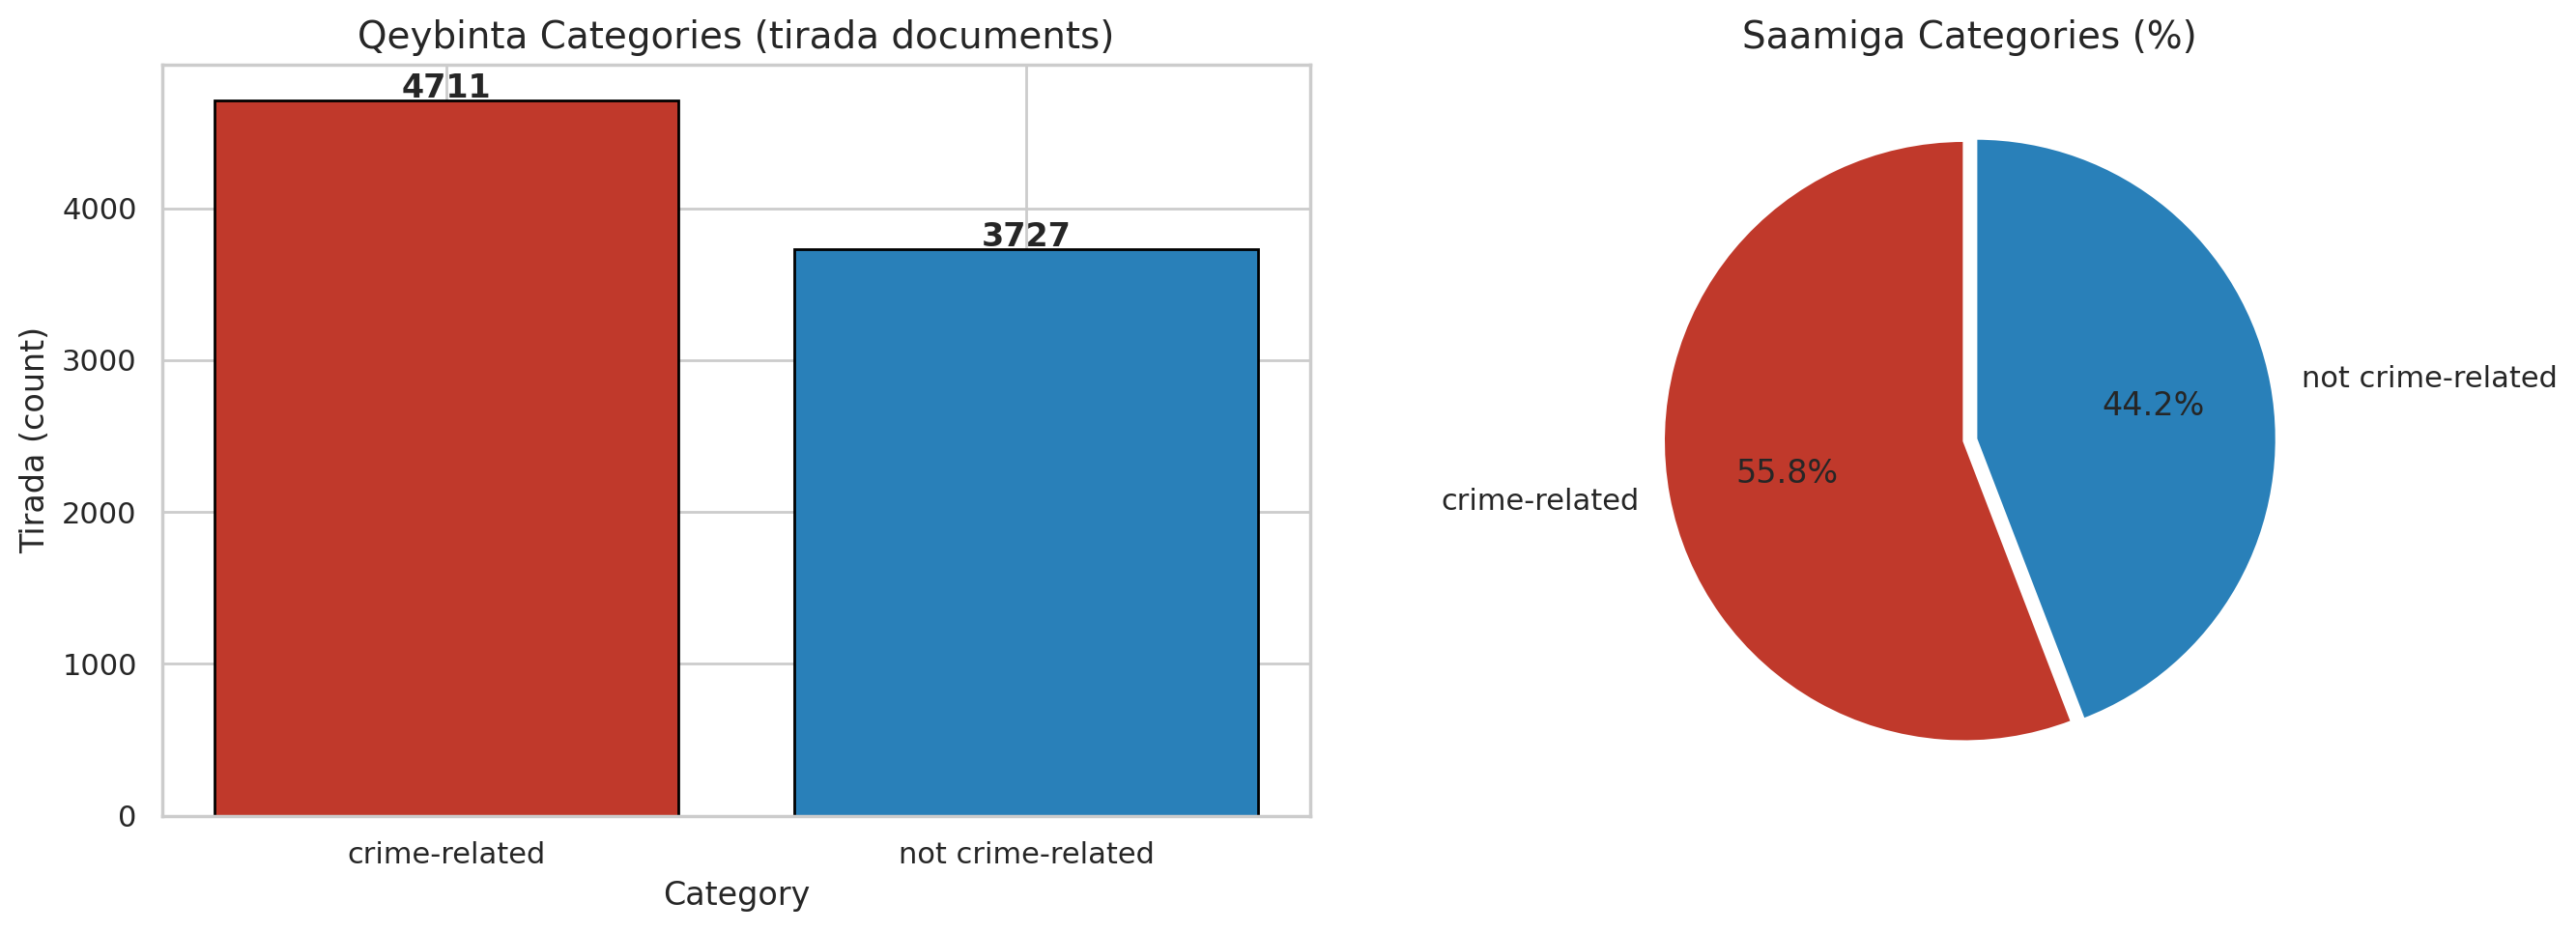 Qeybinta Categories (tirada documents)
4711
3727
4000
3000
2000
1000
0
Tirada (count)
crime-related
not crime-related
Category
Saamiga Categories (%)
not crime-related
44.2%
55.8%
crime-related